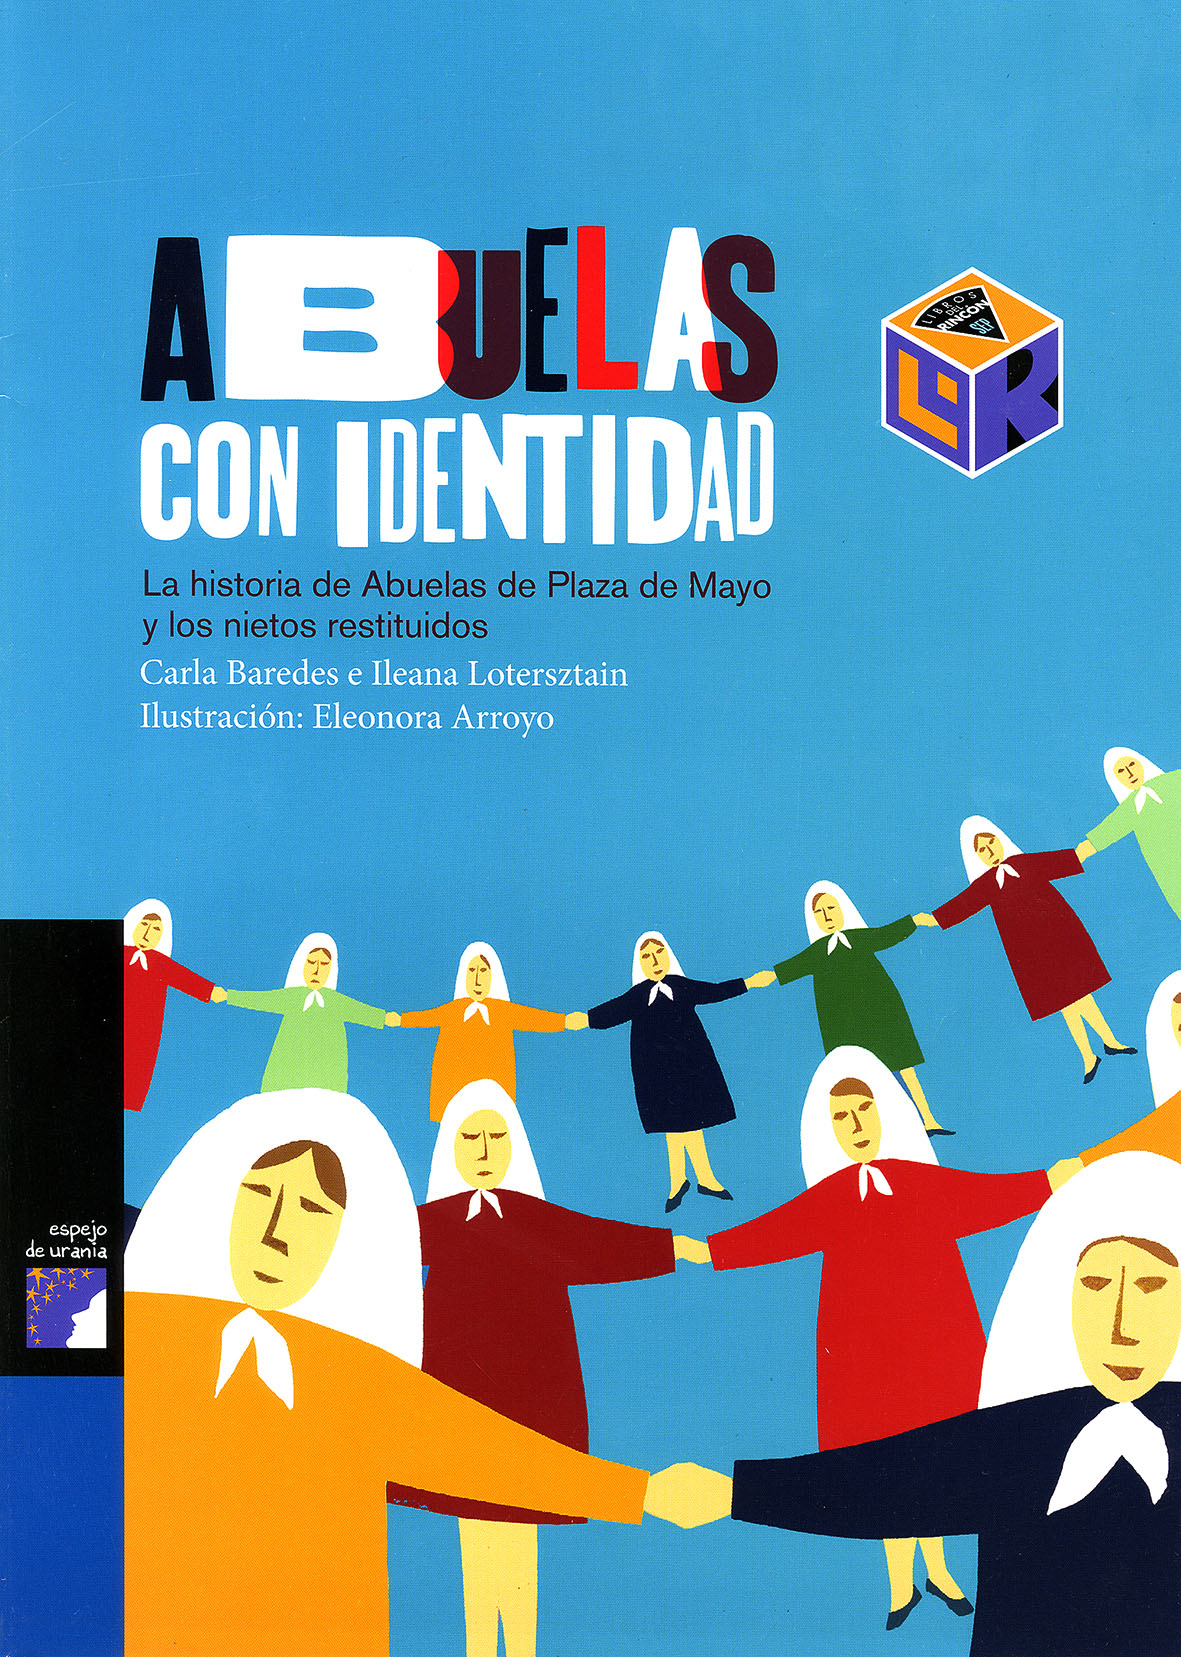 ABUELAS
CON IDENTIDAD
La historia de Abuelas de Plaza de Mayo
y los nietos restituidos
Carla Baredes e Ileana Lotersztain
Ilustración: Eleonora Arroyo
LIBROS
DEL
RINCÓN
SEP
LdR
espejo
de urania